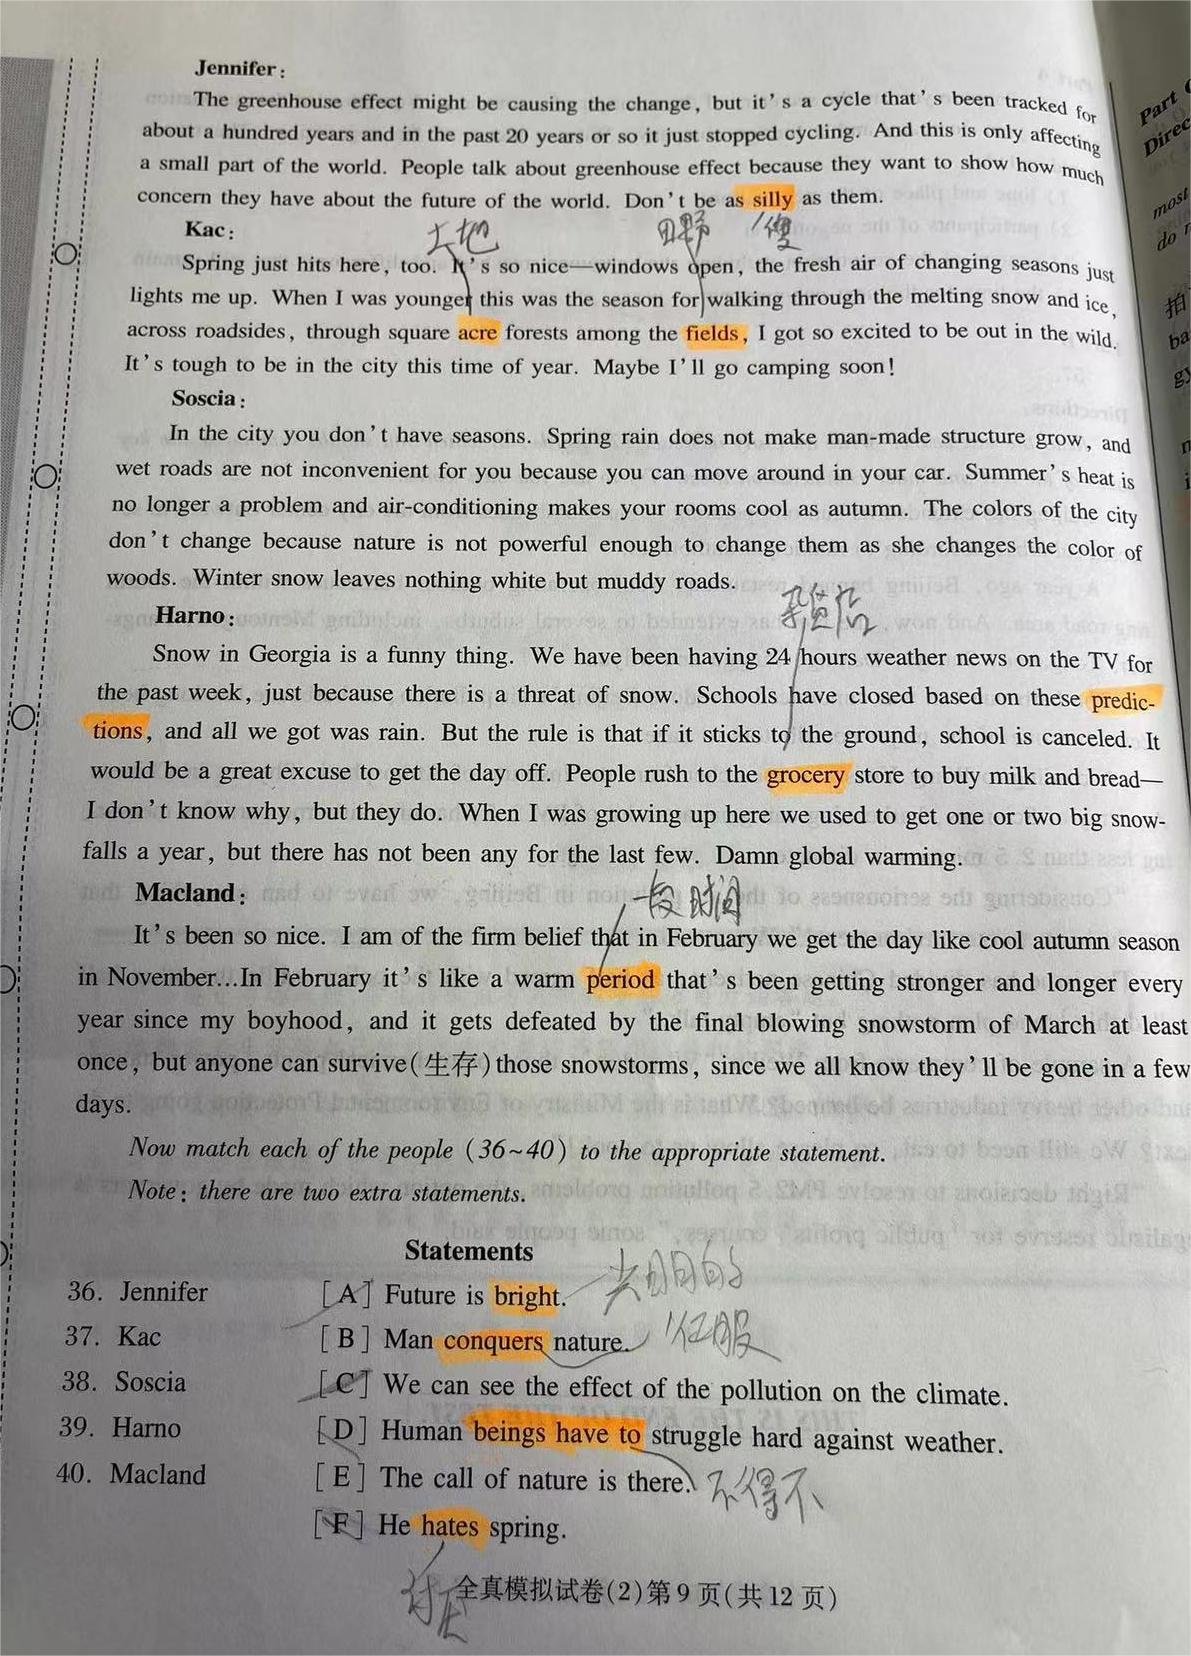 Jennifer:
The greenhouse effect might be causing the change, but it's a cycle that's been tracked for
about a hundred years and in the past 20 years or so it just stopped cycling. And this is only affecting
a small part of the world. People talk about greenhouse effect because they want to show how much
concern they have about the future of the world. Don't be as silly as them.
Kac: 土地 田野 傻
Spring just hits here, too. It's so nice—windows open, the fresh air of changing seasons just
lights me up. When I was younger this was the season for walking through the melting snow and ice,
across roadsides, through square acre forests among the fields, I got so excited to be out in the wild.
It's tough to be in the city this time of year. Maybe I'll go camping soon!
Soscia:
In the city you don't have seasons. Spring rain does not make man-made structure grow, and
wet roads are not inconvenient for you because you can move around in your car. Summer's heat is
no longer a problem and air-conditioning makes your rooms cool as autumn. The colors of the city
don't change because nature is not powerful enough to change them as she changes the color of
woods. Winter snow leaves nothing white but muddy roads.
Harno: 杂货店
Snow in Georgia is a funny thing. We have been having 24 hours weather news on the TV for
the past week, just because there is a threat of snow. Schools have closed based on these predic-
tions, and all we got was rain. But the rule is that if it sticks to the ground, school is canceled. It
would be a great excuse to get the day off. People rush to the grocery store to buy milk and bread—
I don't know why, but they do. When I was growing up here we used to get one or two big snow-
falls a year, but there has not been any for the last few. Damn global warming.
Macland: 一段时间
It's been so nice. I am of the firm belief that in February we get the day like cool autumn season
in November...In February it's like a warm period that's been getting stronger and longer every
year since my boyhood, and it gets defeated by the final blowing snowstorm of March at least
once, but anyone can survive(生存)those snowstorms, since we all know they'll be gone in a few
days.
Now match each of the people (36~40) to the appropriate statement.
Note: there are two extra statements.
Statements
36. Jennifer [A] Future is bright. 光明的
37. Kac [B] Man conquers nature. 征服
38. Soscia [C] We can see the effect of the pollution on the climate.
39. Harno [D] Human beings have to struggle hard against weather.
40. Macland [E] The call of nature is there. 不得不
[F] He hates spring.
讨厌 全真模拟试卷(2)第9页(共12页)
Part
Direc
most
do
拍
ba
gy